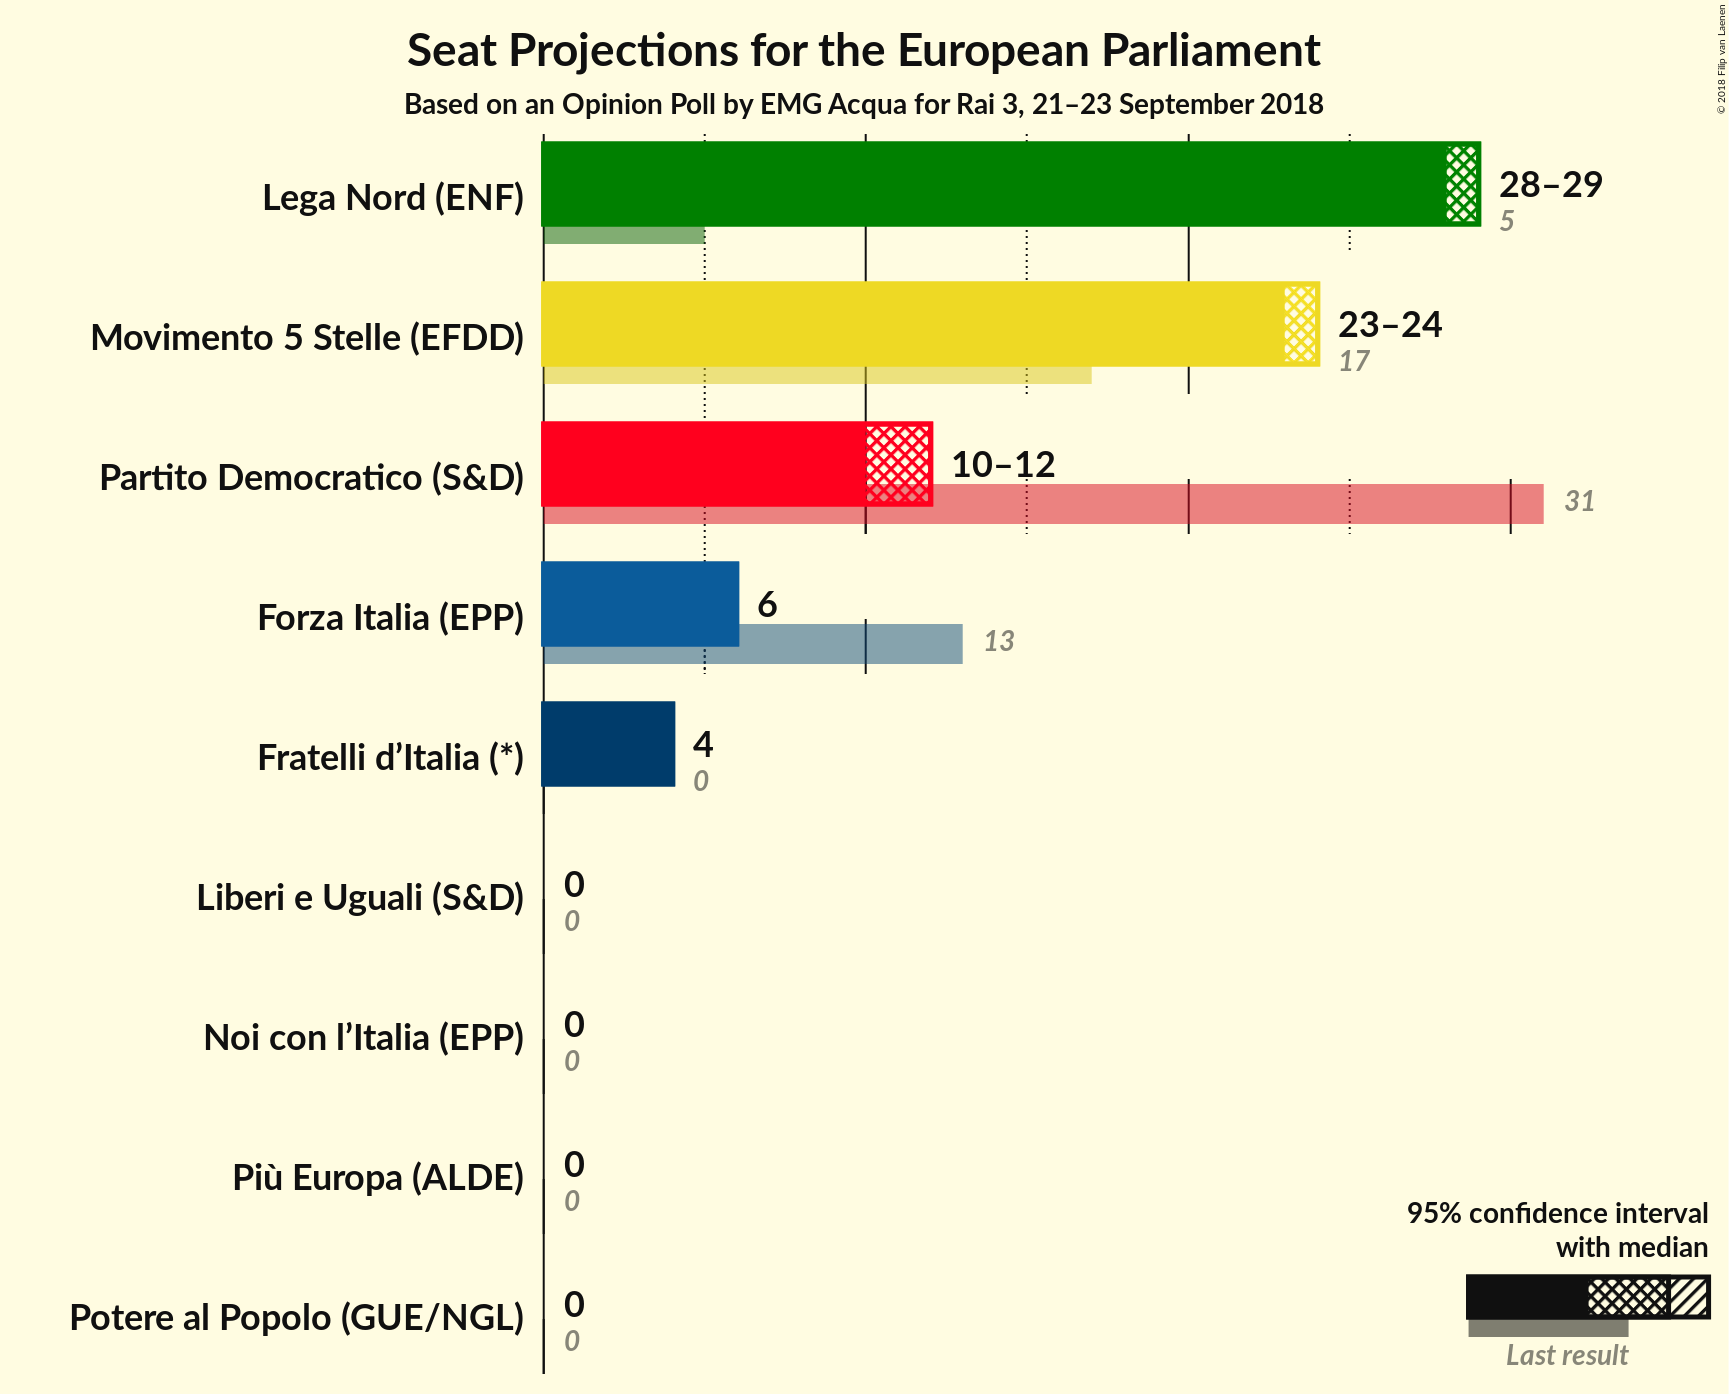 Seat Projections for the European Parliament
Based on an Opinion Poll by EMG Acqua for Rai 3, 21–23 September 2018
© 2018 Filip van Laenen
Lega Nord (ENF)
28–29
5
Movimento 5 Stelle (EFDD)
23–24
17
Partito Democratico (S&D)
10–12
31
Forza Italia (EPP)
6
13
Fratelli d’Italia (*)
4
0
Liberi e Uguali (S&D)
0
0
Noi con l’Italia (EPP)
0
0
Più Europa (ALDE)
0
0
Potere al Popolo (GUE/NGL)
0
0
95% confidence interval
with median
Last result